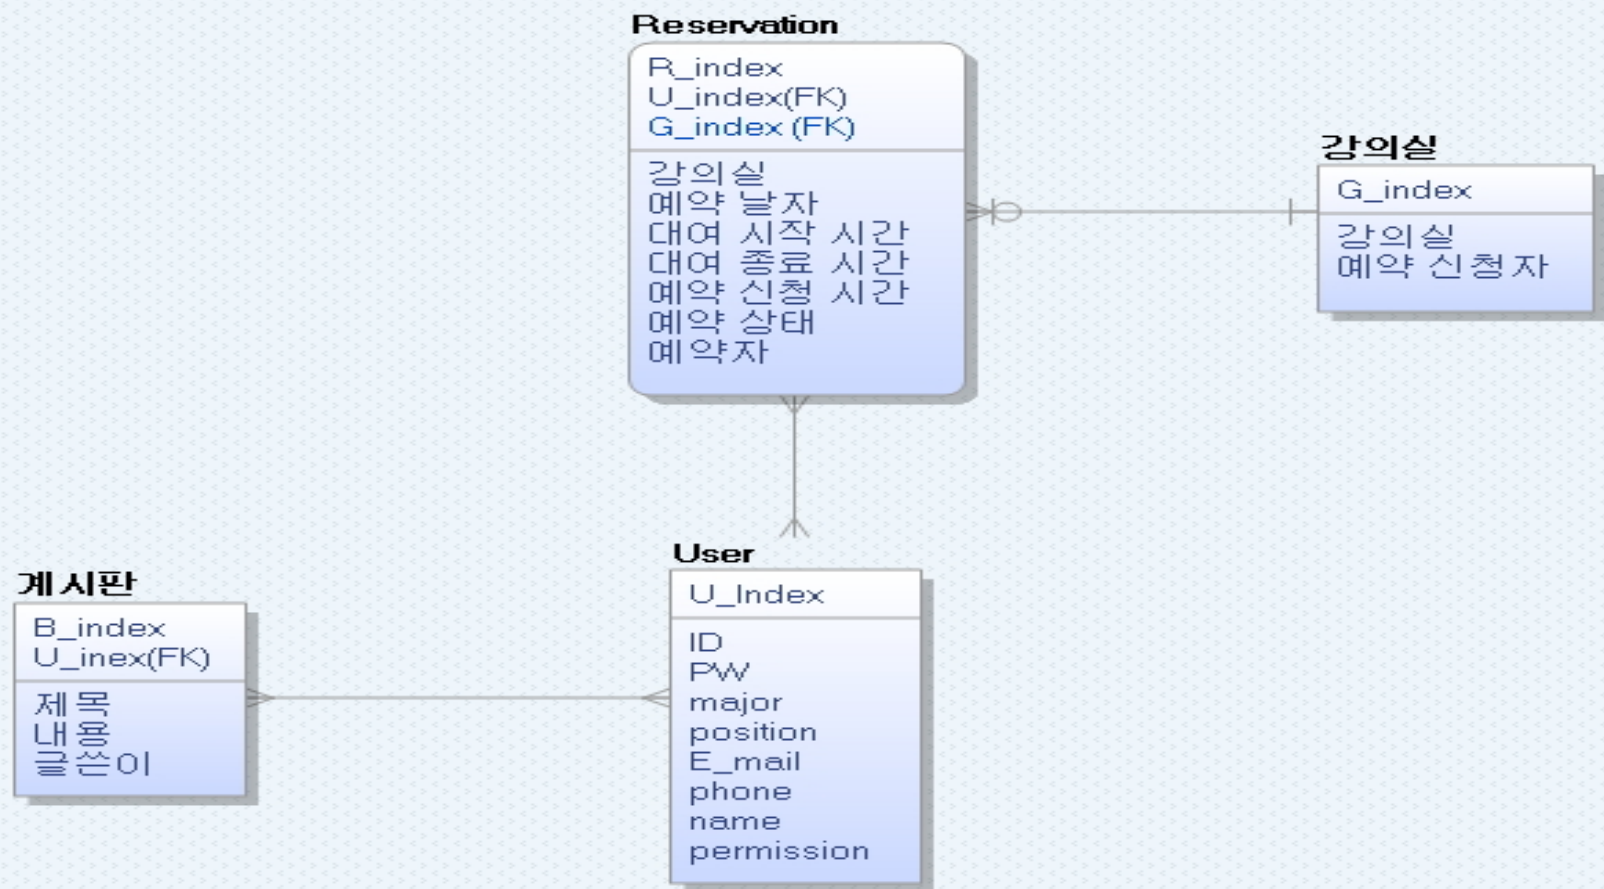 Reservation
R_index
U_index(FK)
G_index (FK)
강의실
예약 날자
대여 시작 시간
대여 종료 시간
예약 신청 시간
예약 상태
예약자
강의실
G_index
강의실
예약 신청자
계시판
B_index
U_inex(FK)
제목
내용
글쓴이
User
U_Index
ID
PW
major
position
E_mail
phone
name
permission